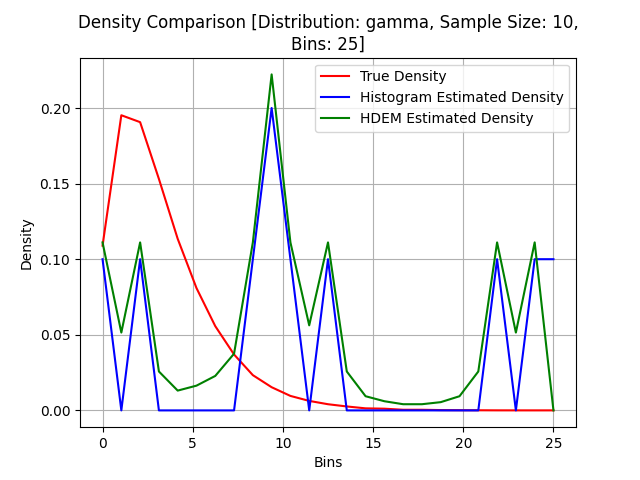 Density Comparison [Distribution: gamma, Sample Size: 10,
Bins: 25]
True Density
Histogram Estimated Density
HDEM Estimated Density
Density
0.20
0.15
0.10
0.05
0.00
0 5 10 15 20 25
Bins